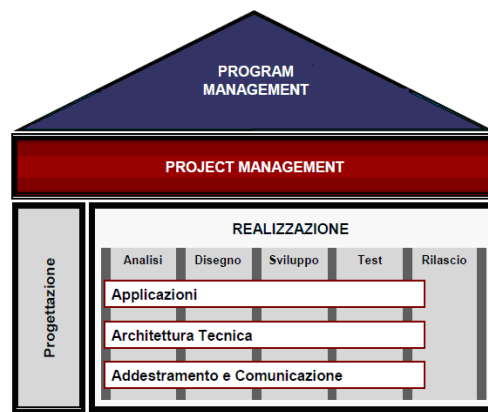 PROGRAM
MANAGEMENT
PROJECT MANAGEMENT
Progettazione
REALIZZAZIONE
Analisi Disegno Sviluppo Test Rilascio
Applicazioni
Architettura Tecnica
Addestramento e Comunicazione